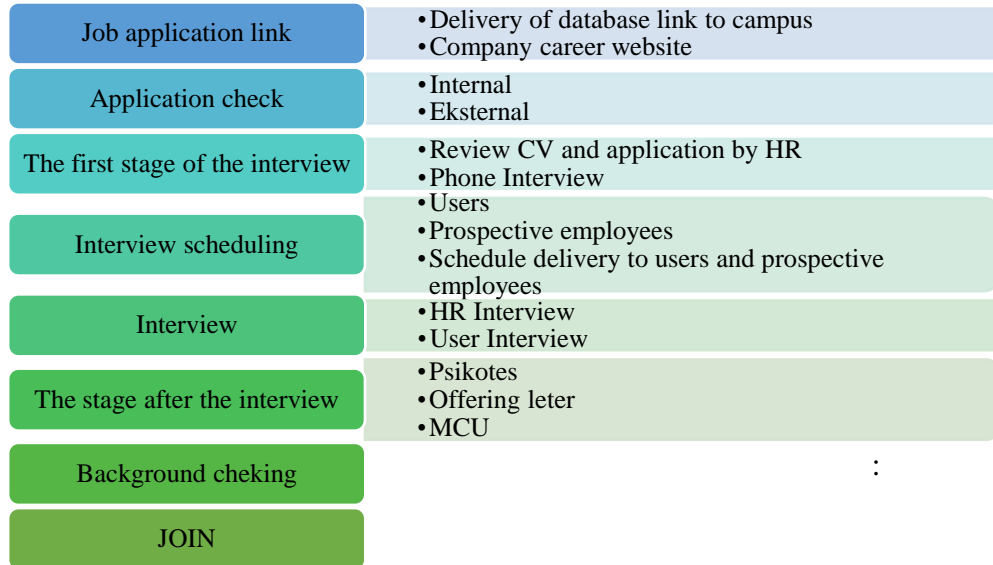 Job application link
•Delivery of database link to campus
•Company career website
Application check
•Internal
•Eksternal
The first stage of the interview
•Review CV and application by HR
•Phone Interview
Interview scheduling
•Users
•Prospective employees
•Schedule delivery to users and prospective
employees
Interview
•HR Interview
•User Interview
The stage after the interview
•Psikotes
•Offering leter
•MCU
Background cheking
:
JOIN